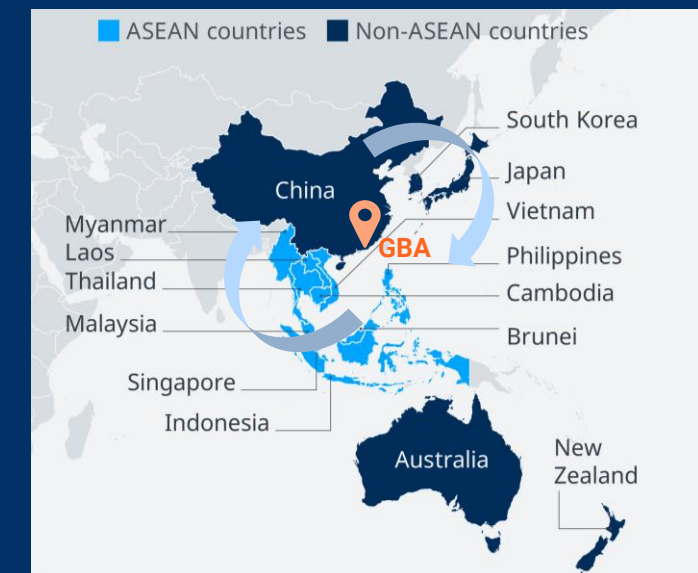 ASEAN countries
Non-ASEAN countries
South Korea
Japan
China
Vietnam
Myanmar
GBA
Laos
Philippines
Thailand
Cambodia
Malaysia
Brunei
Singapore
Indonesia
Australia
New
Zealand